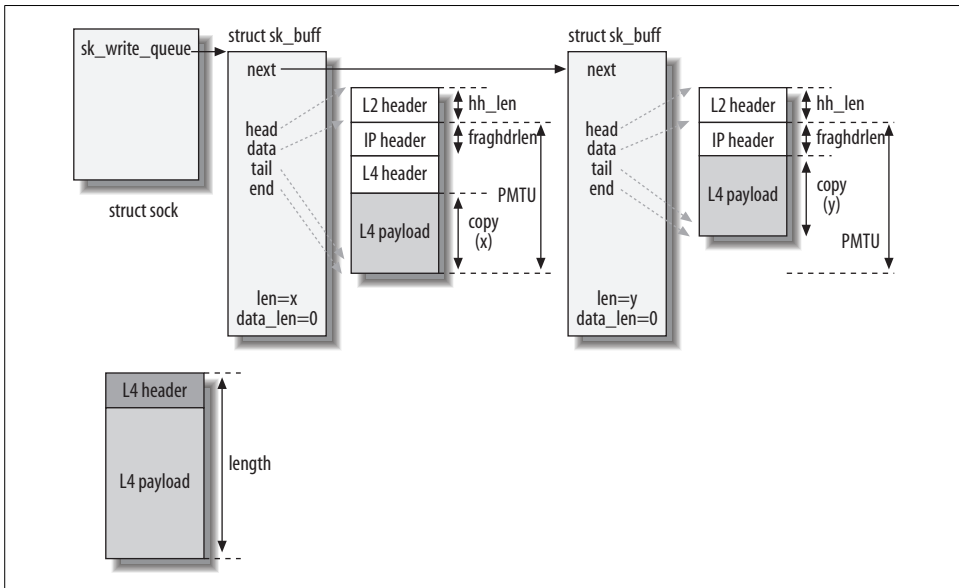 struct sk_buff
struct sk_buff
sk_write_queue
next
next
L2 header
hh_len
L2 header
hh_len
head
data
tail
end
IP header
fraghdrlen
head
data
tail
end
IP header
fraghdrlen
L4 header
PMTU
L4 payload
copy
(x)
L4 payload
copy
(y)
PMTU
struct sock
len=x
data_len=0
len=y
data_len=0
L4 header
L4 payload
length